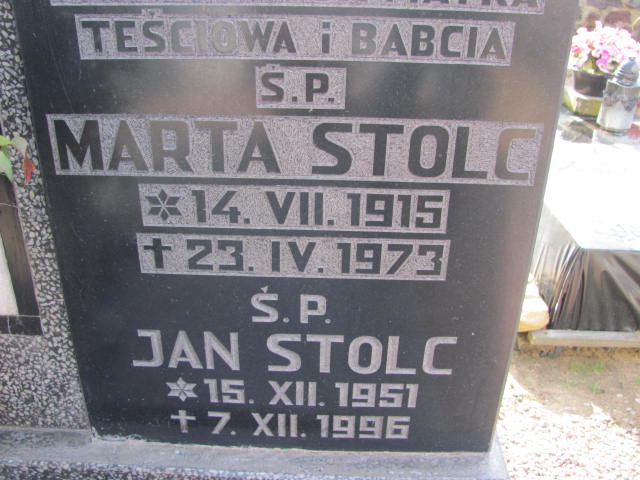 TEŚCIOWA i BABCIA
Ś.P.
MARTA STOLC
* 14. VII. 1915
✝ 23. IV. 1973
Ś.P.
JAN STOLC
* 15. XII. 1951
✝ 7. XII. 1996